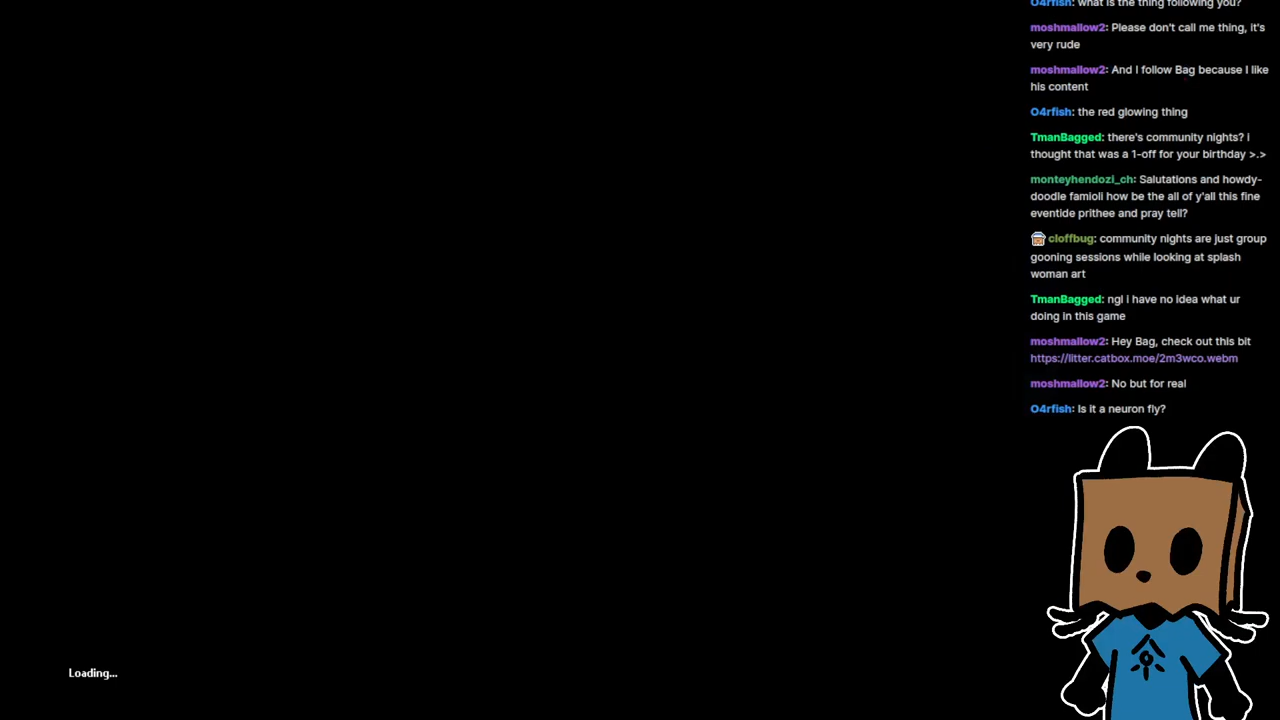 O4rfish: what is the thing following you?
moshmallow2: Please don't call me thing, it's
very rude
moshmallow2: And I follow Bag because I like
his content
O4rfish: the red glowing thing
TmanBagged: there's community nights? i
thought that was a 1-off for your birthday >.>
monteyhendozi_ch: Salutations and howdy-
doodle famioli how be the all of y'all this fine
eventide prithee and pray tell?
cloffbug: community nights are just group
gooning sessions while looking at splash
woman art
TmanBagged: ngl i have no idea what ur
doing in this game
moshmallow2: Hey Bag, check out this bit
https://litter.catbox.moe/2m3wco.webm
moshmallow2: No but for real
O4rfish: Is it a neuron fly?
Loading...